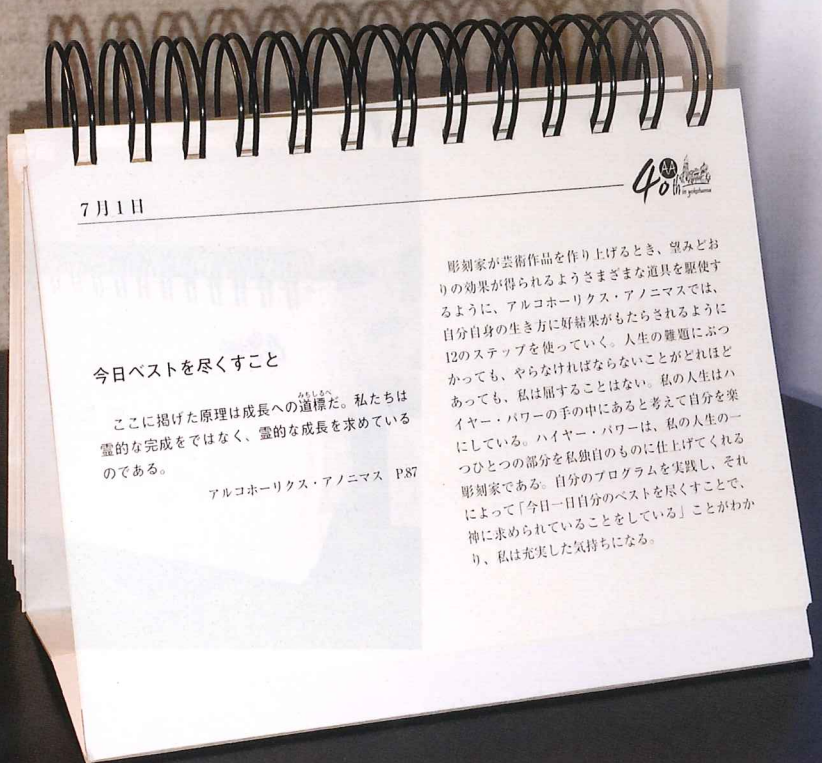 7月1日
40th
AA
in yokohama
今日ベストを尽くすこと
みちしるべ
ここに掲げた原理は成長への道標だ。私たちは
霊的な完成をではなく、霊的な成長を求めている
のである。
アルコホーリクス・アノニマス P.87
彫刻家が芸術作品を作り上げるとき、望みどお
りの効果が得られるようさまざまな道具を駆使す
るように、アルコホーリクス・アノニマスでは、
自分自身の生き方に好結果がもたらされるように
12のステップを使っていく。人生の難題にぶつ
かっても、やらなければならないことがどれほど
あっても、私は屈することはない。私の人生はハ
イヤー・パワーの手の中にあると考えて自分を楽
にしている。ハイヤー・パワーは、私の人生の一
つひとつの部分を私独自のものに仕上げてくれる
彫刻家である。自分のプログラムを実践し、それ
によって「今日一日自分のベストを尽くすことで、
神に求められていることをしている」ことがわか
り、私は充実した気持ちになる。